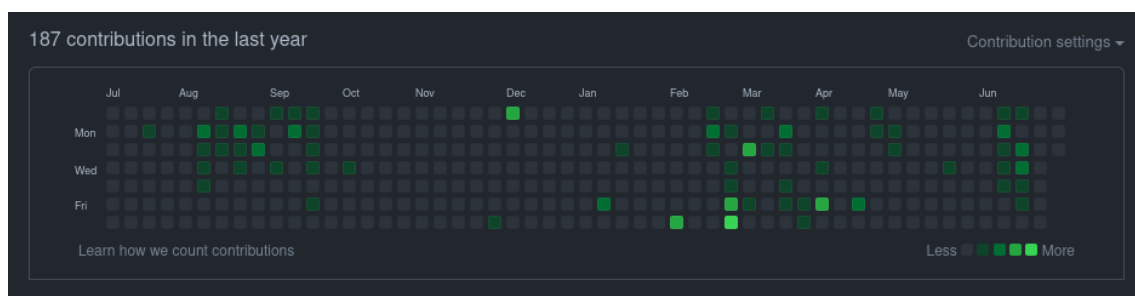 187 contributions in the last year
Contribution settings
Jul Aug Sep Oct Nov Dec Jan Feb Mar Apr May Jun
Mon
Wed
Fri
Learn how we count contributions
Less More